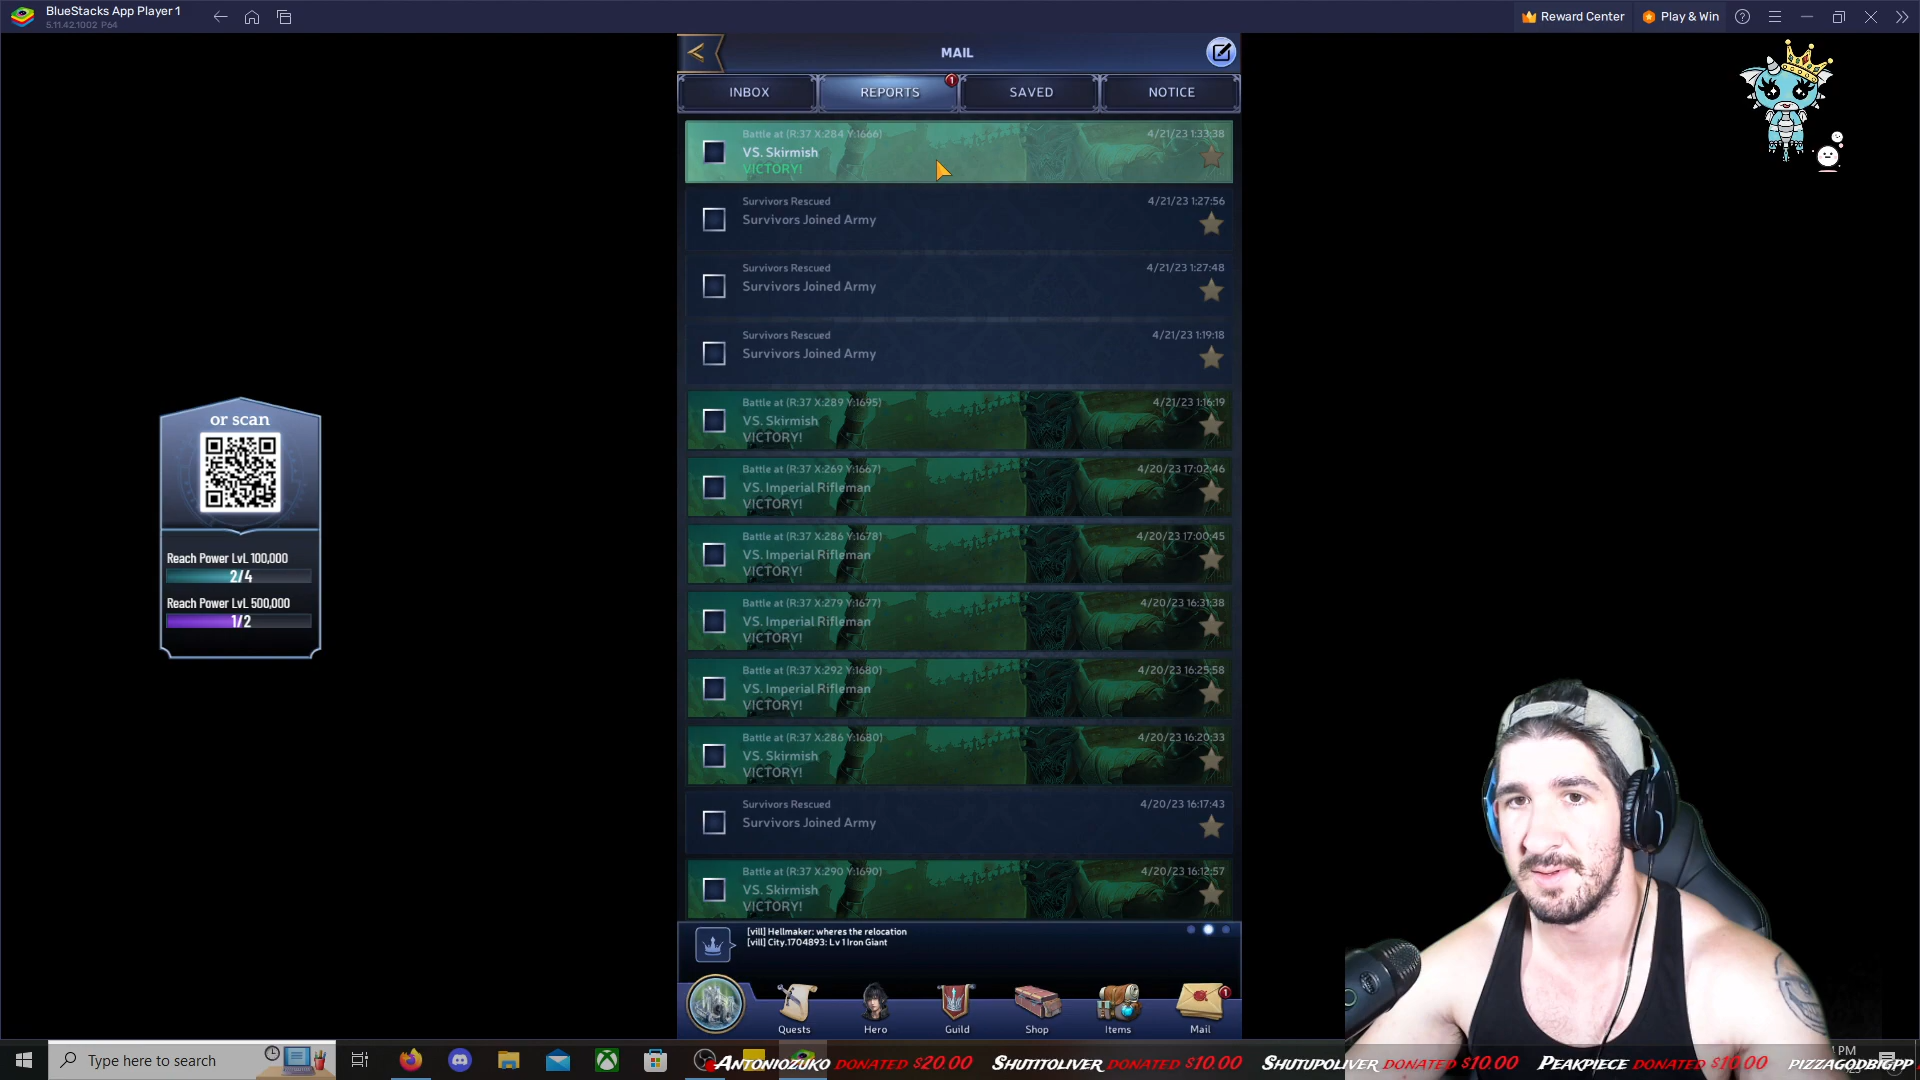 BlueStacks App Player 1
5.11.42.1002 P64
Reward Center
Play & Win
MAIL
INBOX
REPORTS
1
SAVED
NOTICE
Battle at (R:37 X:284 Y:1666)
4/21/23 1:33:38
VS. Skirmish
VICTORY!
Survivors Rescued
4/21/23 1:27:56
Survivors Joined Army
Survivors Rescued
4/21/23 1:27:48
Survivors Joined Army
Survivors Rescued
4/21/23 1:19:18
Survivors Joined Army
Battle at (R:37 X:289 Y:1695)
4/21/23 1:16:19
VS. Skirmish
VICTORY!
Battle at (R:37 X:269 Y:1667)
4/20/23 17:02:46
VS. Imperial Rifleman
VICTORY!
Battle at (R:37 X:286 Y:1678)
4/20/23 17:00:45
VS. Imperial Rifleman
VICTORY!
Battle at (R:37 X:279 Y:1677)
4/20/23 16:31:38
VS. Imperial Rifleman
VICTORY!
Battle at (R:37 X:292 Y:1680)
4/20/23 16:25:58
VS. Imperial Rifleman
VICTORY!
Battle at (R:37 X:286 Y:1680)
4/20/23 16:20:33
VS. Skirmish
VICTORY!
Survivors Rescued
4/20/23 16:17:43
Survivors Joined Army
Battle at (R:37 X:290 Y:1690)
4/20/23 16:12:57
VS. Skirmish
VICTORY!
or scan
Reach Power LvL 100,000
2/4
Reach Power LvL 500,000
1/2
[vill] Hellmaker: wheres the relocation
[vill] City.1704893: Lv 1 Iron Giant
Quests
Hero
Guild
Shop
Items
Mail
1
Type here to search
Antoniozuko donated $20.00
Shutitoliver donated $10.00
Shutupoliver donated $10.00
Peakpiece donated $10.00
pizzagodbigpp
PM